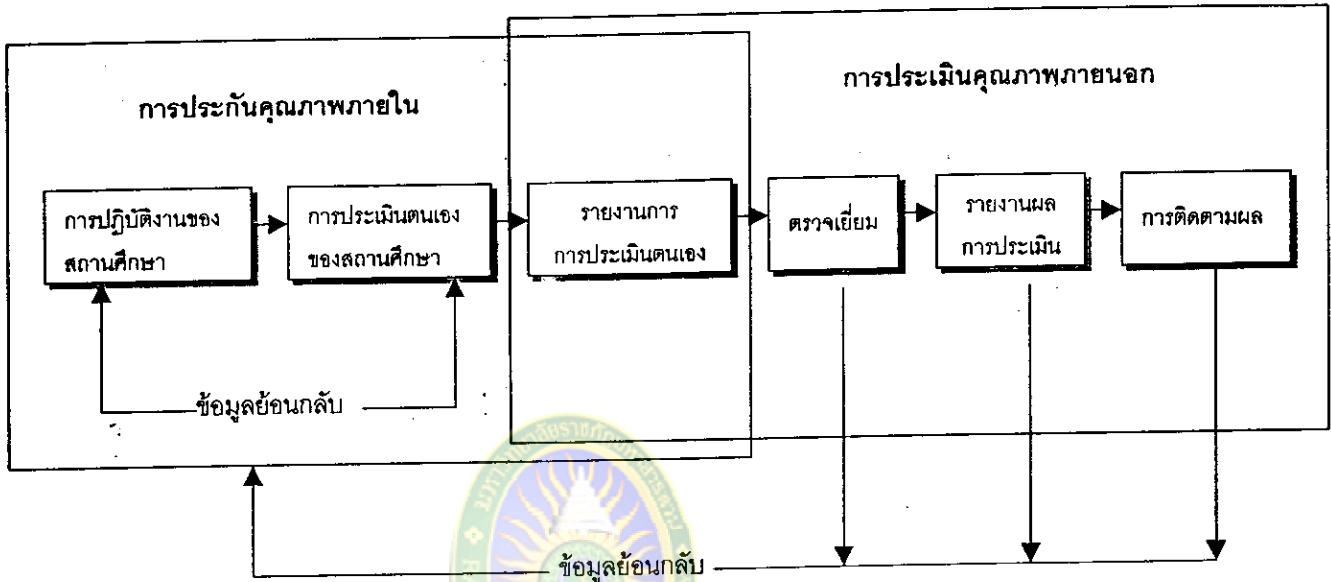 การประเมินคุณภาพภายนอก
การประกันคุณภาพภายใน
การปฏิบัติงานของ
สถานศึกษา
การประเมินตนเอง
ของสถานศึกษา
รายงานการ
การประเมินตนเอง
ตรวจเยี่ยม
รายงานผล
การประเมิน
การติดตามผล
ข้อมูลย้อนกลับ
ข้อมูลย้อนกลับ